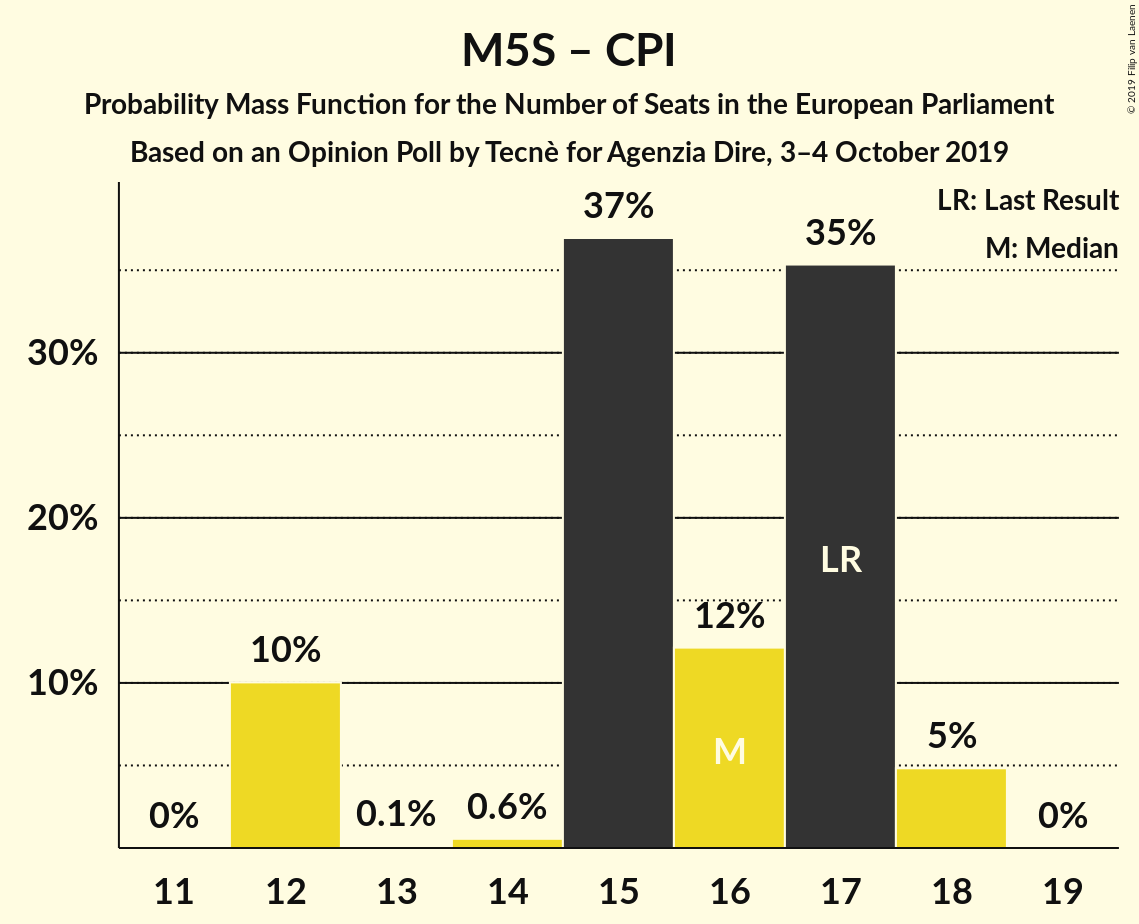 M5S – CPI
Probability Mass Function for the Number of Seats in the European Parliament
Based on an Opinion Poll by Tecnè for Agenzia Dire, 3–4 October 2019
© 2019 Filip van Laenen
LR: Last Result
M: Median
37%
35%
30%
20%
LR
12%
10%
10%
M
5%
0%
0.1%
0.6%
0%
11 12 13 14 15 16 17 18 19